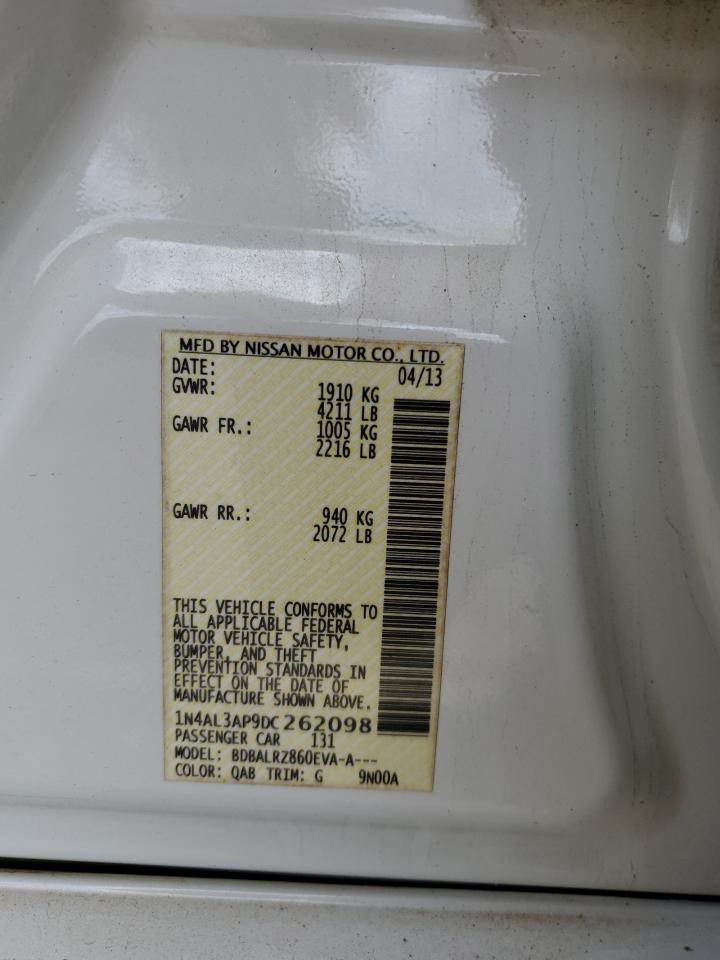 MFD BY NISSAN MOTOR CO., LTD.
DATE: 04/13
GVWR: 1910 KG
4211 LB
GAWR FR.: 1005 KG
2216 LB
GAWR RR.: 940 KG
2072 LB
THIS VEHICLE CONFORMS TO
ALL APPLICABLE FEDERAL
MOTOR VEHICLE SAFETY,
BUMPER, AND THEFT
PREVENTION STANDARDS IN
EFFECT ON THE DATE OF
MANUFACTURE SHOWN ABOVE.
1N4AL3AP9DC262098
PASSENGER CAR 131
MODEL: BDBALRZ860EVA-A---
COLOR: QAB TRIM: G 9N00A